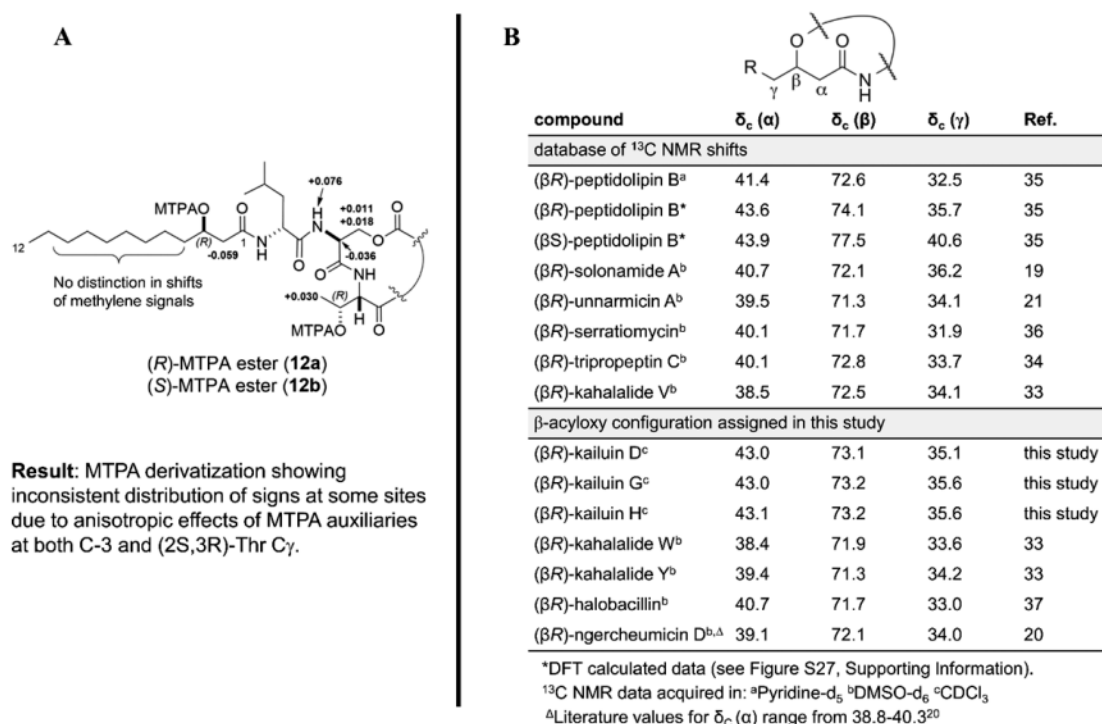 A
MTPAO
O
12
(R)
1
-0.059
N
H
O
+0.076
H
N
+0.011
+0.018
O
O
-0.036
O
NH
+0.030
(R)
MTPAO
H
O
No distinction in shifts
of methylene signals
(R)-MTPA ester (12a)
(S)-MTPA ester (12b)
Result: MTPA derivatization showing
inconsistent distribution of signs at some sites
due to anisotropic effects of MTPA auxiliaries
at both C-3 and (2S,3R)-Thr Cγ.
B
O
O
R
N
H
γ
β
α
compound δc (α) δc (β) δc (γ) Ref.
database of ¹³C NMR shifts
(βR)-peptidolipin Bᵃ 41.4 72.6 32.5 35
(βR)-peptidolipin B* 43.6 74.1 35.7 35
(βS)-peptidolipin B* 43.9 77.5 40.6 35
(βR)-solonamide Aᵇ 40.7 72.1 36.2 19
(βR)-unnarmicin Aᵇ 39.5 71.3 34.1 21
(βR)-serratiomycinᵇ 40.1 71.7 31.9 36
(βR)-tripropeptin Cᵇ 40.1 72.8 33.7 34
(βR)-kahalalide Vᵇ 38.5 72.5 34.1 33
β-acyloxy configuration assigned in this study
(βR)-kailuin Dᶜ 43.0 73.1 35.1 this study
(βR)-kailuin Gᶜ 43.0 73.2 35.6 this study
(βR)-kailuin Hᶜ 43.1 73.2 35.6 this study
(βR)-kahalalide Wᵇ 38.4 71.9 33.6 33
(βR)-kahalalide Yᵇ 39.4 71.3 34.2 33
(βR)-halobacillinᵇ 40.7 71.7 33.0 37
(βR)-ngercheumicin Dᵇ,ᐞ 39.1 72.1 34.0 20
*DFT calculated data (see Figure S27, Supporting Information).
¹³C NMR data acquired in: ᵃPyridine-d₅ ᵇDMSO-d₆ ᶜCDCl₃
ᐞLiterature values for δc (α) range from 38.8-40.3²⁰